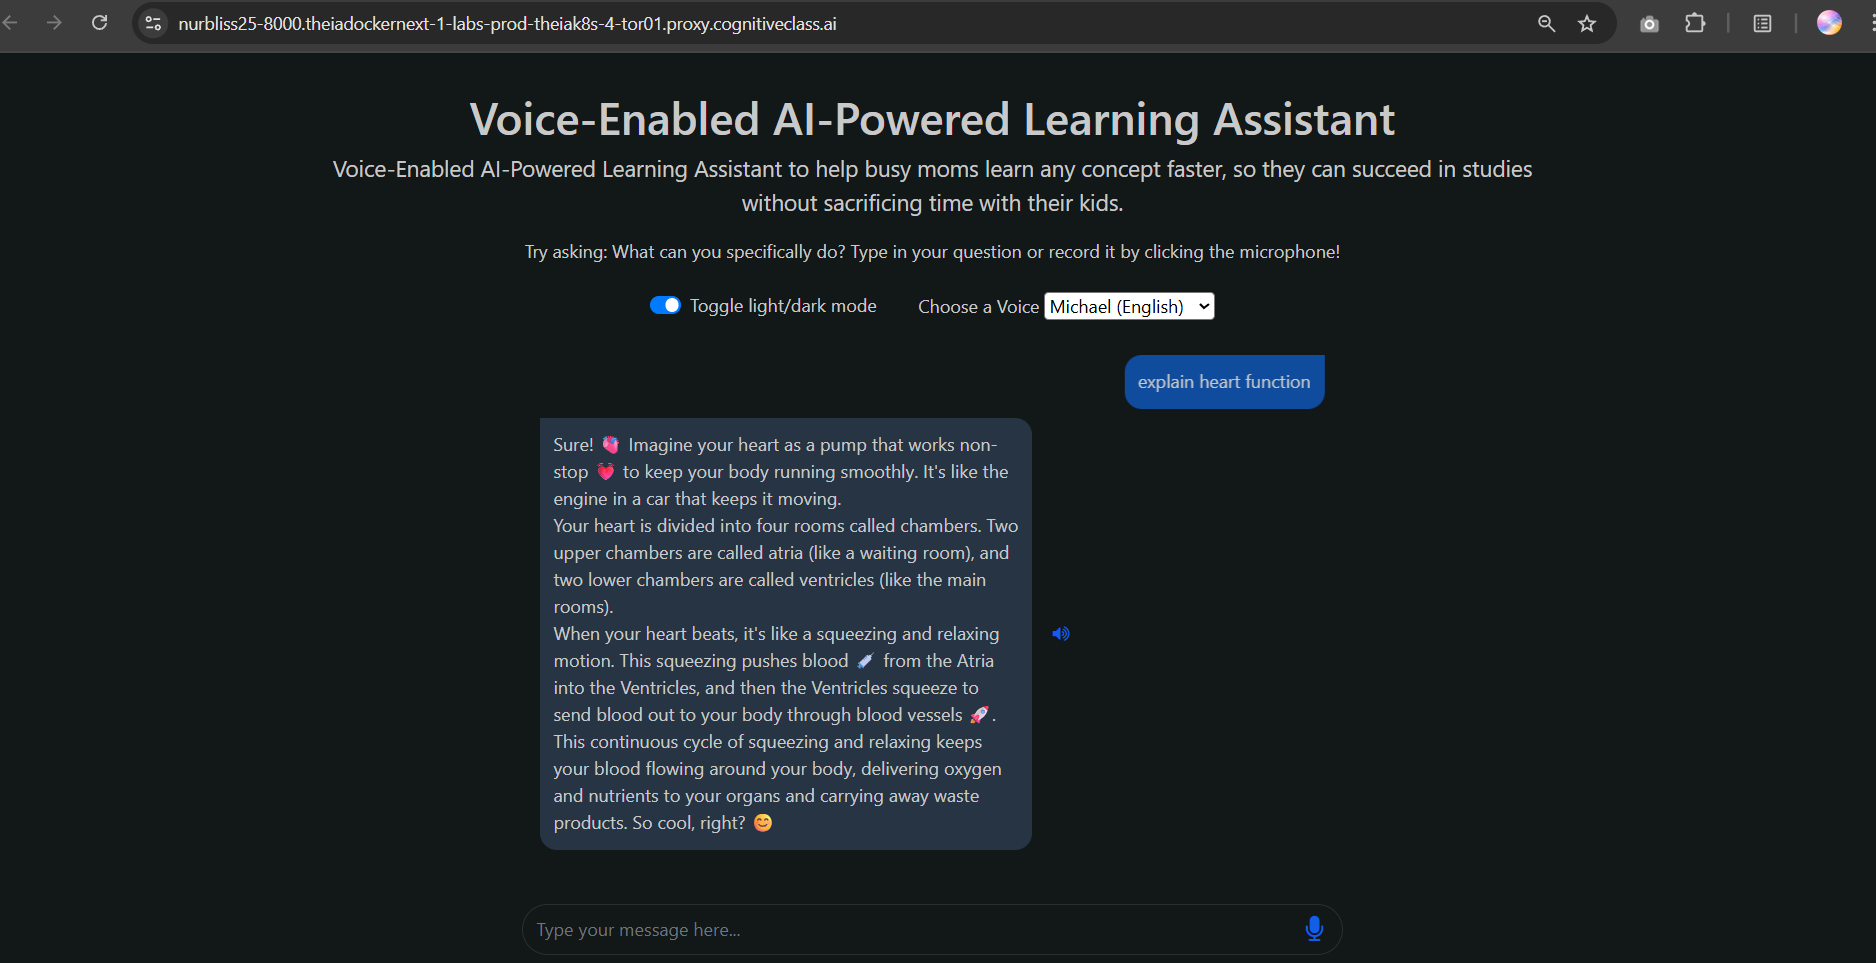 nurbliss25-8000.theiadockernext-1-labs-prod-theiak8s-4-tor01.proxy.cognitiveclass.ai
Voice-Enabled AI-Powered Learning Assistant
Voice-Enabled AI-Powered Learning Assistant to help busy moms learn any concept faster, so they can succeed in studies
without sacrificing time with their kids.
Try asking: What can you specifically do? Type in your question or record it by clicking the microphone!
Toggle light/dark mode Choose a Voice Michael (English)
explain heart function
Sure! 🫀 Imagine your heart as a pump that works non-
stop 💓 to keep your body running smoothly. It's like the
engine in a car that keeps it moving.
Your heart is divided into four rooms called chambers. Two
upper chambers are called atria (like a waiting room), and
two lower chambers are called ventricles (like the main
rooms).
When your heart beats, it's like a squeezing and relaxing
motion. This squeezing pushes blood 💉 from the Atria
into the Ventricles, and then the Ventricles squeeze to
send blood out to your body through blood vessels 🚀.
This continuous cycle of squeezing and relaxing keeps
your blood flowing around your body, delivering oxygen
and nutrients to your organs and carrying away waste
products. So cool, right? 😊
Type your message here...